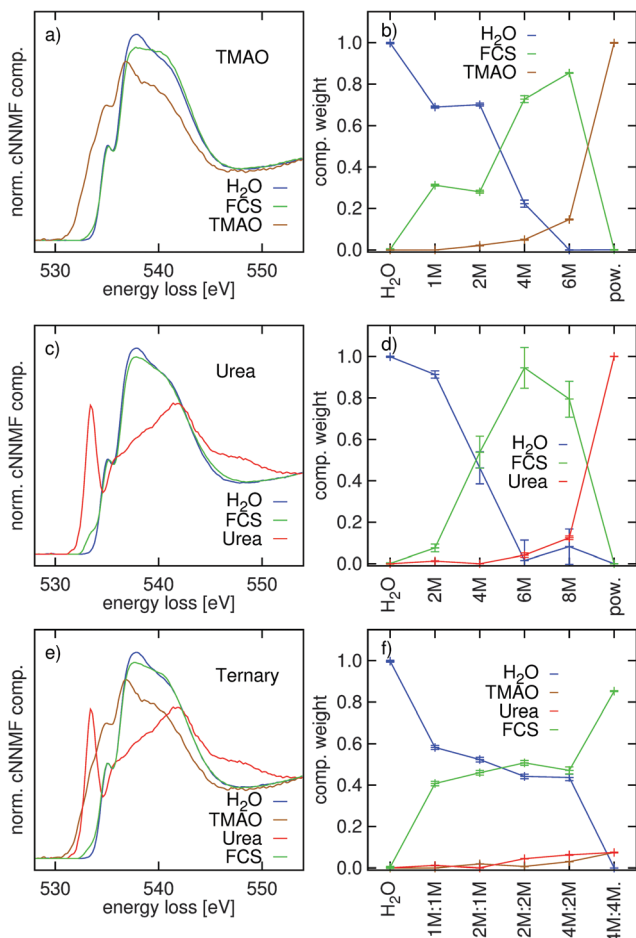 a)
TMAO
norm. cNNMF comp.
H₂O
FCS
TMAO
530
540
550
energy loss [eV]
b)
H₂O
FCS
TMAO
comp. weight
1.0
0.8
0.6
0.4
0.2
0.0
H₂O
1M
2M
4M
6M
pow.
c)
Urea
norm. cNNMF comp.
H₂O
FCS
Urea
530
540
550
energy loss [eV]
d)
H₂O
FCS
Urea
comp. weight
1.0
0.8
0.6
0.4
0.2
0.0
H₂O
2M
4M
6M
8M
pow.
e)
Ternary
norm. cNNMF comp.
H₂O
TMAO
Urea
FCS
530
540
550
energy loss [eV]
f)
H₂O
TMAO
Urea
FCS
comp. weight
1.0
0.8
0.6
0.4
0.2
0.0
H₂O
1M:1M
2M:1M
2M:2M
4M:2M
4M:4M.